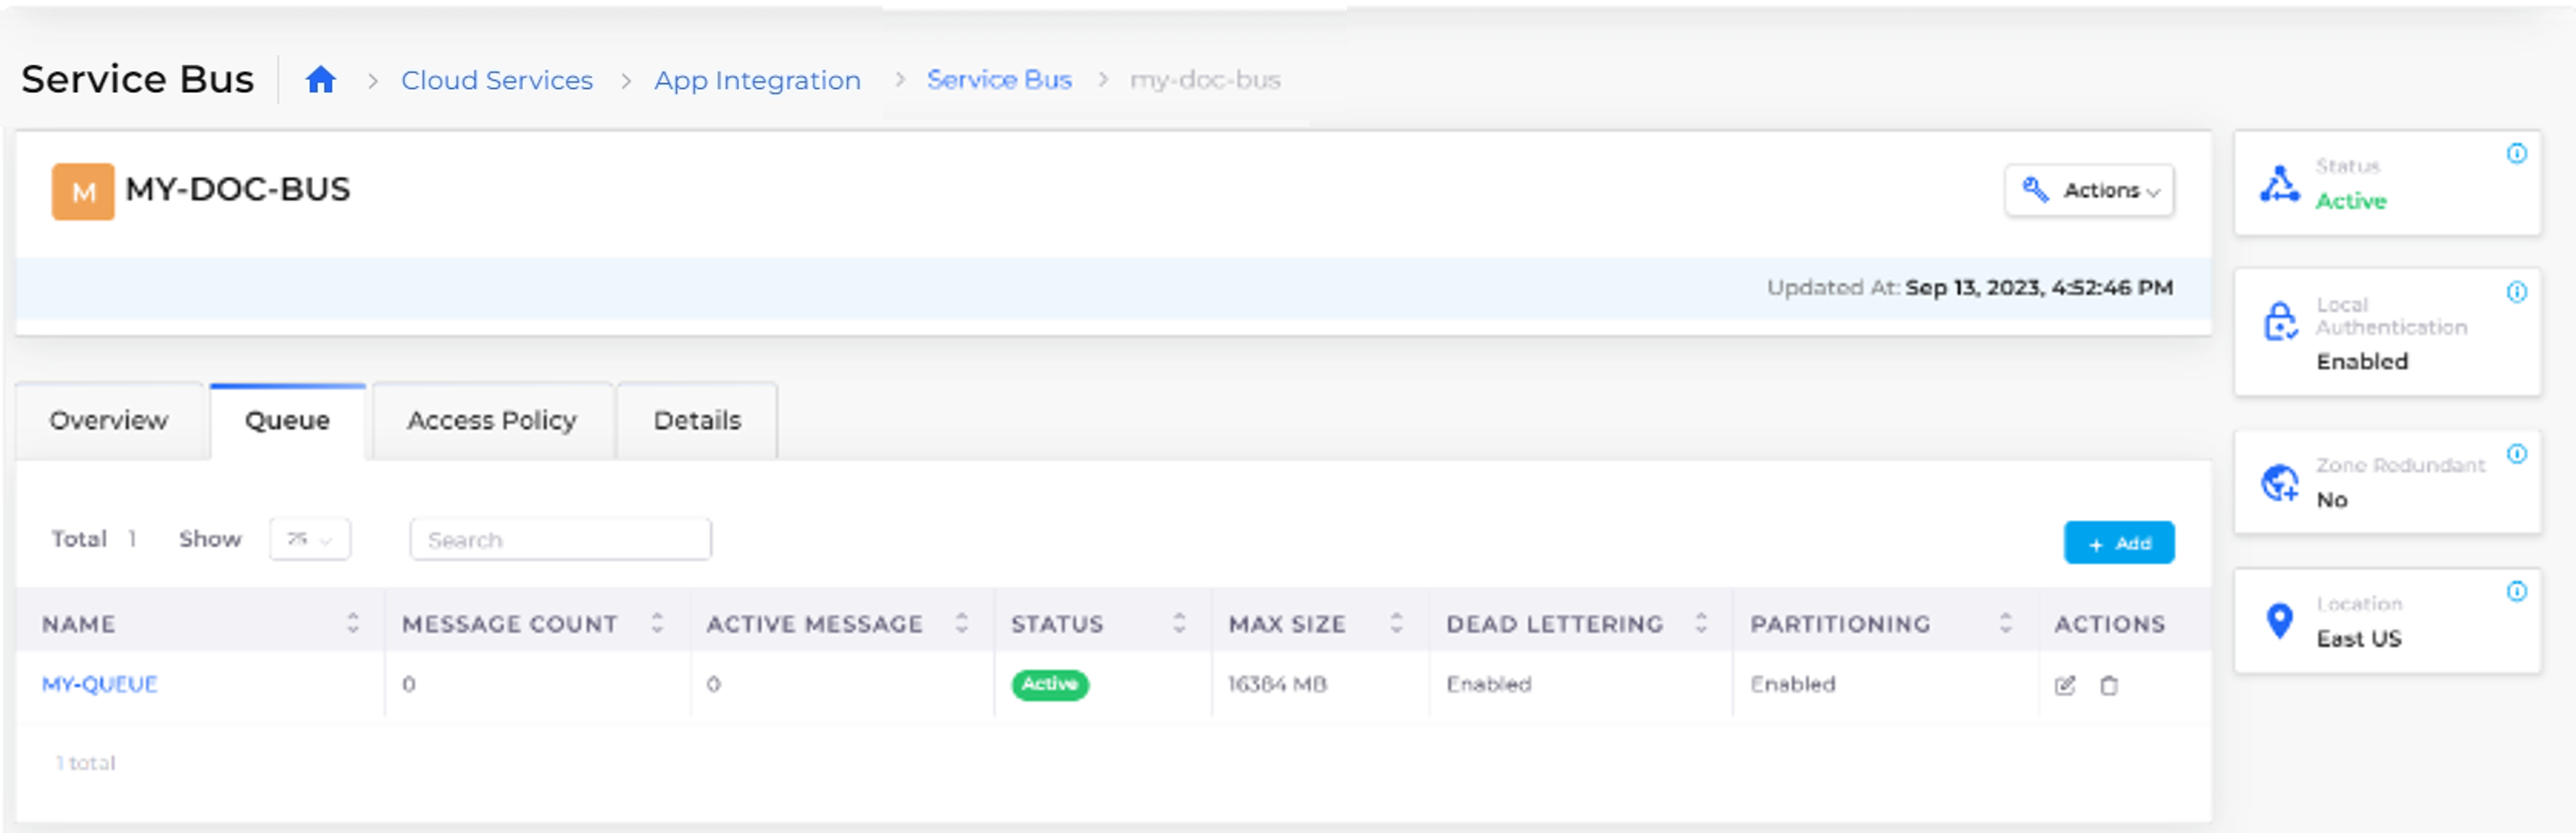 Service Bus > Cloud Services > App Integration > Service Bus > my-doc-bus
M MY-DOC-BUS
Actions
Updated At: Sep 13, 2023, 4:52:46 PM
Overview Queue Access Policy Details
Total 1 Show 25 Search
+ Add
NAME MESSAGE COUNT ACTIVE MESSAGE STATUS MAX SIZE DEAD LETTERING PARTITIONING ACTIONS
MY-QUEUE 0 0 Active 16384 MB Enabled Enabled
1 total
Status
Active
Local
Authentication
Enabled
Zone Redundant
No
Location
East US